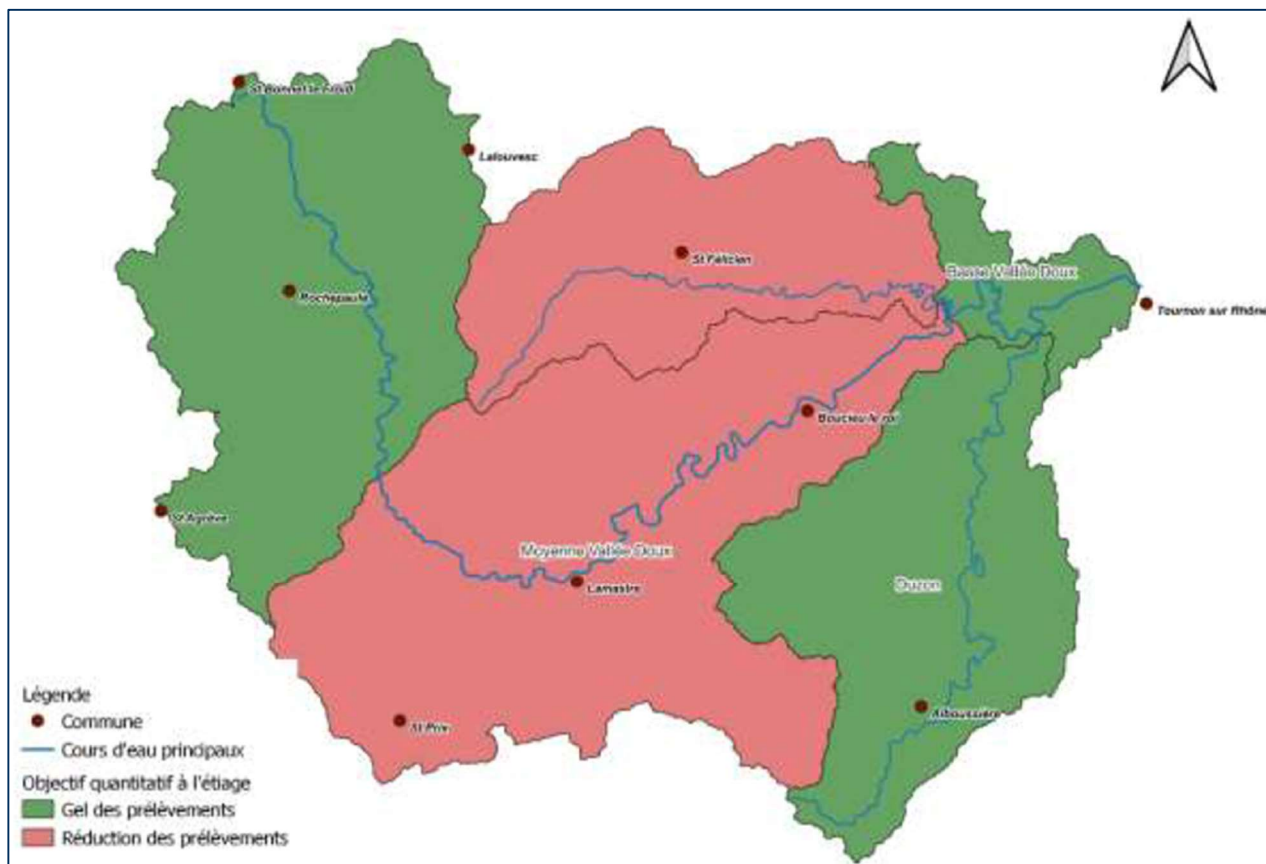 St Bonnet le Froid
Lalouvesc
St Félicien
Rochepaule
Basse Vallée Doux
Tournon sur Rhône
Boucieu le roi
St Agrève
Moyenne Vallée Doux
Lamastre
Duzon
Alboussière
St Prix
Légende
Commune
Cours d'eau principaux
Objectif quantitatif à l'étiage
Gel des prélèvements
Réduction des prélèvements